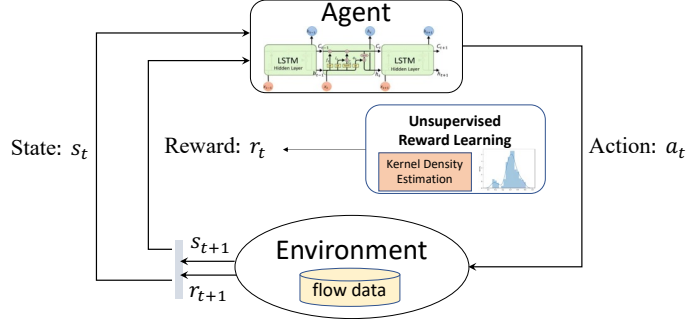 Agent
LSTM
Hidden Layer
LSTM
Hidden Layer
Unsupervised
Reward Learning
Kernel Density
Estimation
State: s_t
Reward: r_t
Action: a_t
Environment
flow data
s_{t+1}
r_{t+1}